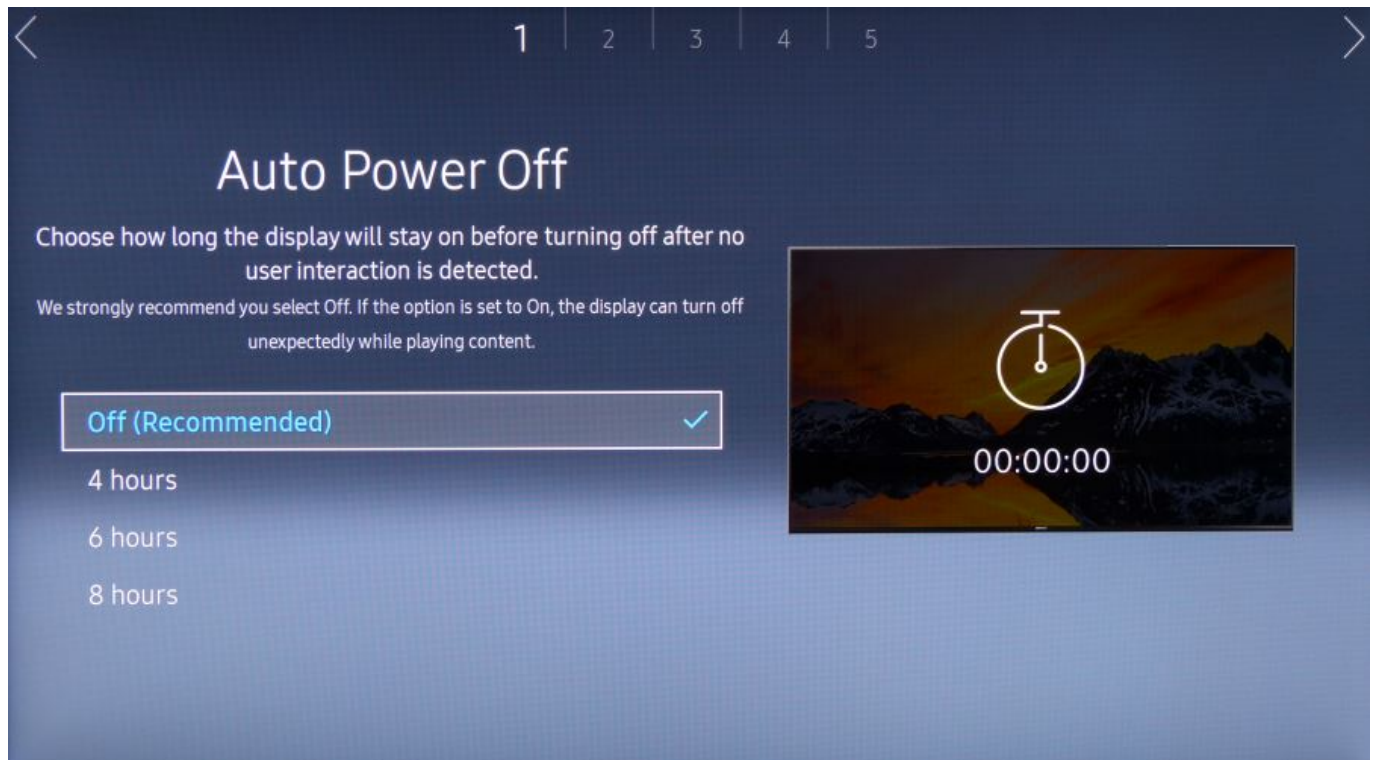 1 2 3 4 5
Auto Power Off
Choose how long the display will stay on before turning off after no
user interaction is detected.
We strongly recommend you select Off. If the option is set to On, the display can turn off
unexpectedly while playing content.
Off (Recommended)
4 hours
6 hours
8 hours
00:00:00